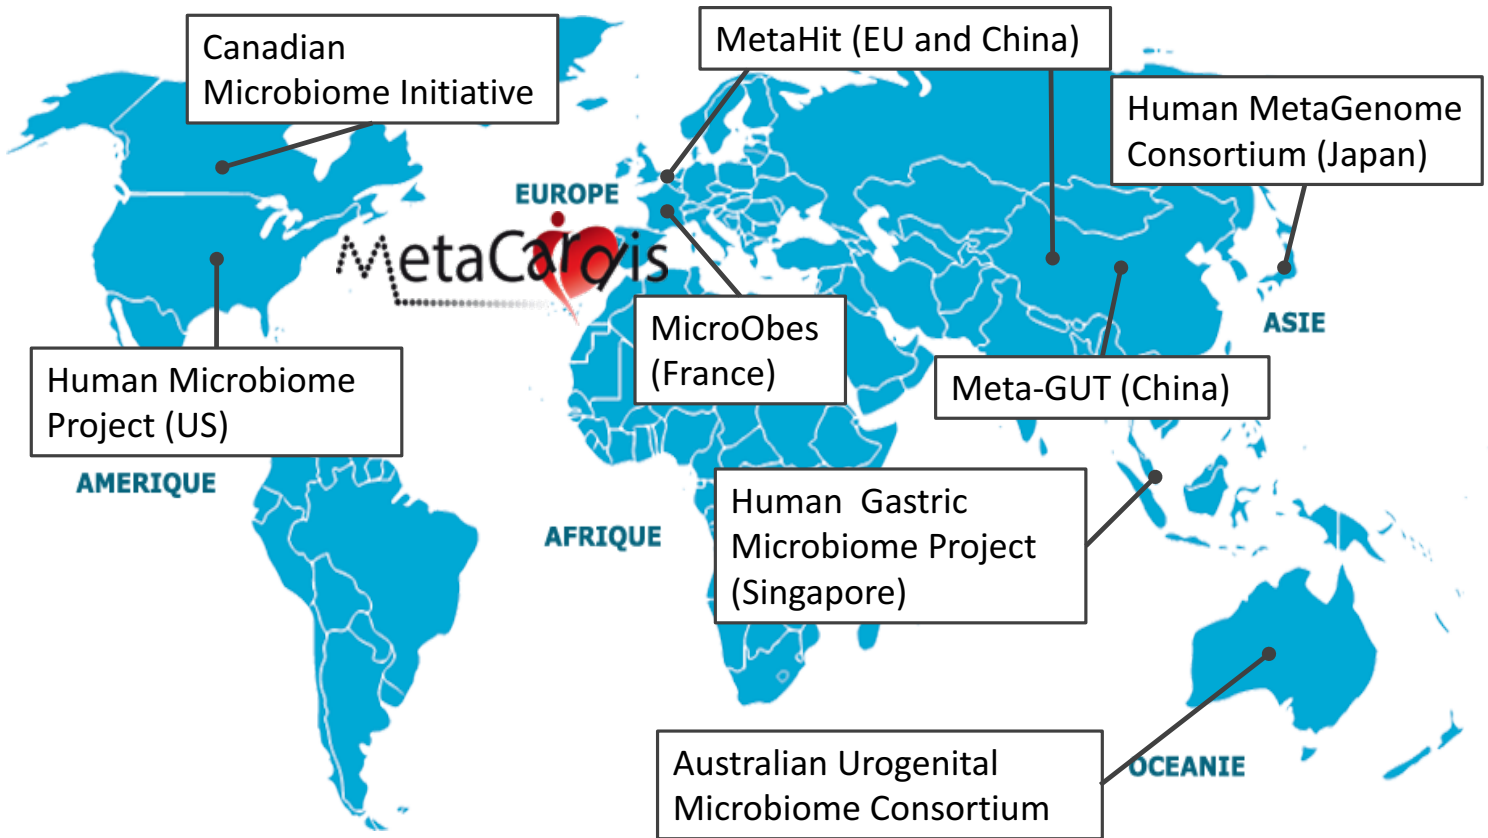 Canadian
Microbiome Initiative
MetaHit (EU and China)
Human MetaGenome
Consortium (Japan)
EUROPE
MetaCardis
ASIE
MicroObes
(France)
Human Microbiome
Project (US)
Meta-GUT (China)
AMERIQUE
Human  Gastric
Microbiome Project
(Singapore)
AFRIQUE
Australian Urogenital
Microbiome Consortium
OCEANIE